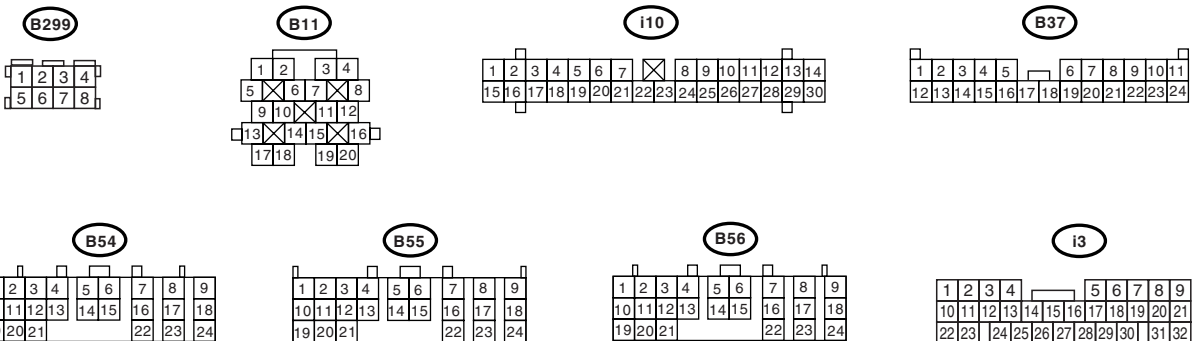 B299 B11 i10 B37
1 2 3 4
5 6 7 8
1 2 3 4
5 6 7 8
9 10 11 12
13 14 15 16
17 18 19 20
1 2 3 4 5 6 7 8 9 10 11 12 13 14
15 16 17 18 19 20 21 22 23 24 25 26 27 28 29 30
1 2 3 4 5 6 7 8 9 10 11
12 13 14 15 16 17 18 19 20 21 22 23 24
B54 B55 B56 i3
2 3 4 5 6 7 8 9
11 12 13 14 15 16 17 18
20 21 22 23 24
1 2 3 4 5 6 7 8 9
10 11 12 13 14 15 16 17 18
19 20 21 22 23 24
1 2 3 4 5 6 7 8 9
10 11 12 13 14 15 16 17 18
19 20 21 22 23 24
1 2 3 4 5 6 7 8 9
10 11 12 13 14 15 16 17 18 19 20 21
22 23 24 25 26 27 28 29 30 31 32